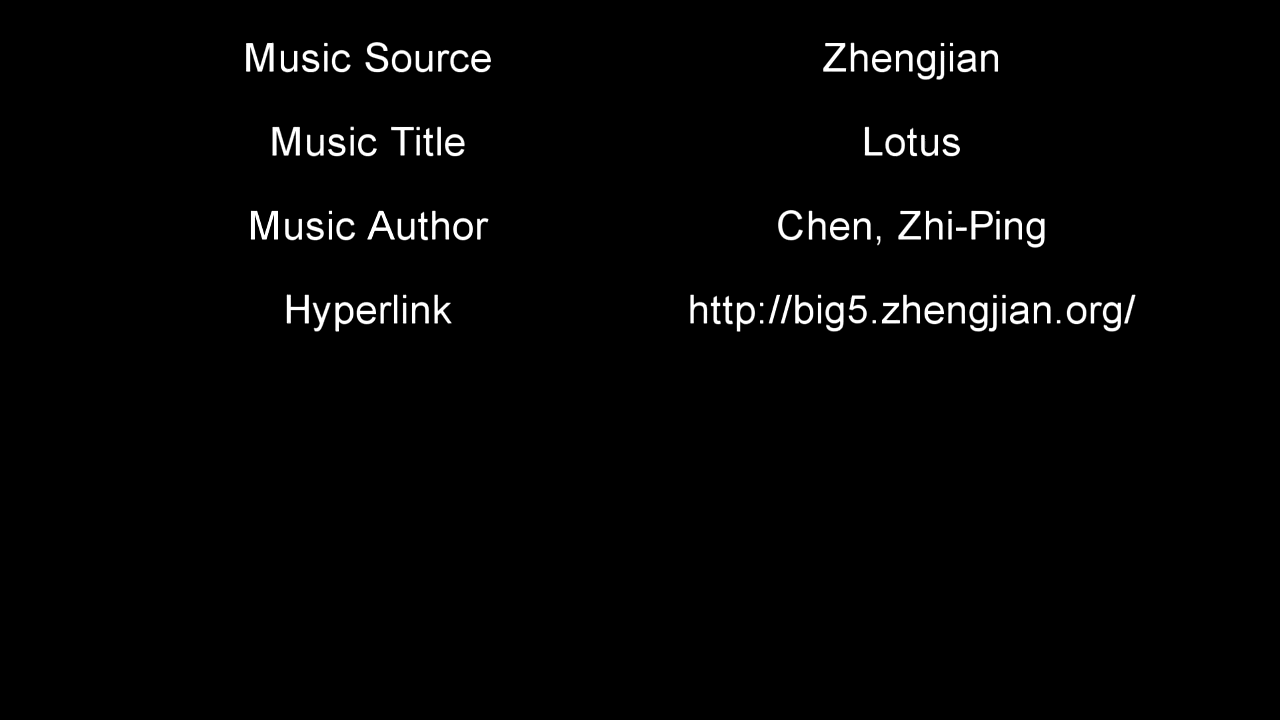 Music Source Zhengjian
Music Title Lotus
Music Author Chen, Zhi-Ping
Hyperlink http://big5.zhengjian.org/